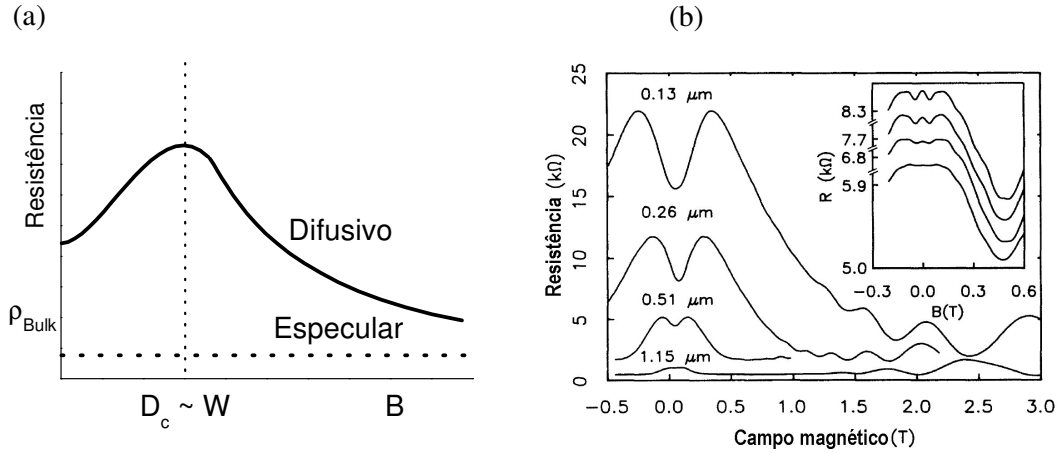 (a)
Resistência
Difusivo
Especular
ρBulk
Dc ~ W
B
(b)
Resistência (kΩ)
25
20
15
10
5
0
0.13 μm
0.26 μm
0.51 μm
1.15 μm
-0.5
0.0
0.5
1.0
1.5
2.0
2.5
3.0
Campo magnético(T)
R (kΩ)
8.3
7.7
6.8
5.9
5.0
-0.3
0.0
0.3
0.6
B(T)